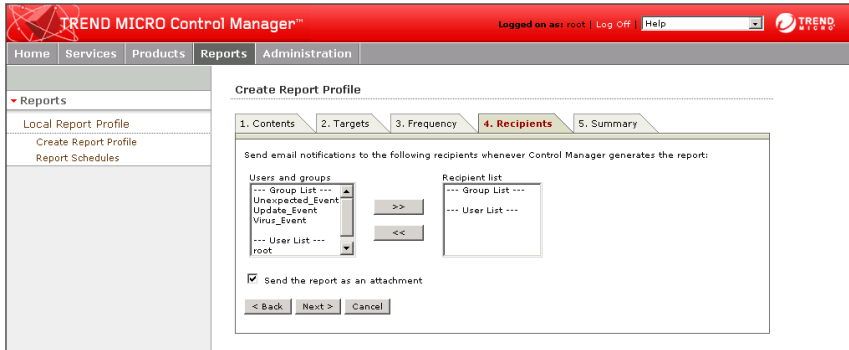 TREND MICRO Control Manager™
Logged on as: root | Log Off | Help
TREND MICRO
Home Services Products Reports Administration
Reports
Local Report Profile
Create Report Profile
Report Schedules
Create Report Profile
1. Contents 2. Targets 3. Frequency 4. Recipients 5. Summary
Send email notifications to the following recipients whenever Control Manager generates the report:
Users and groups
--- Group List ---
Unexpected_Event
Update_Event
Virus_Event
--- User List ---
root
>>
<<
Recipient list
--- Group List ---
--- User List ---
Send the report as an attachment
< Back Next > Cancel